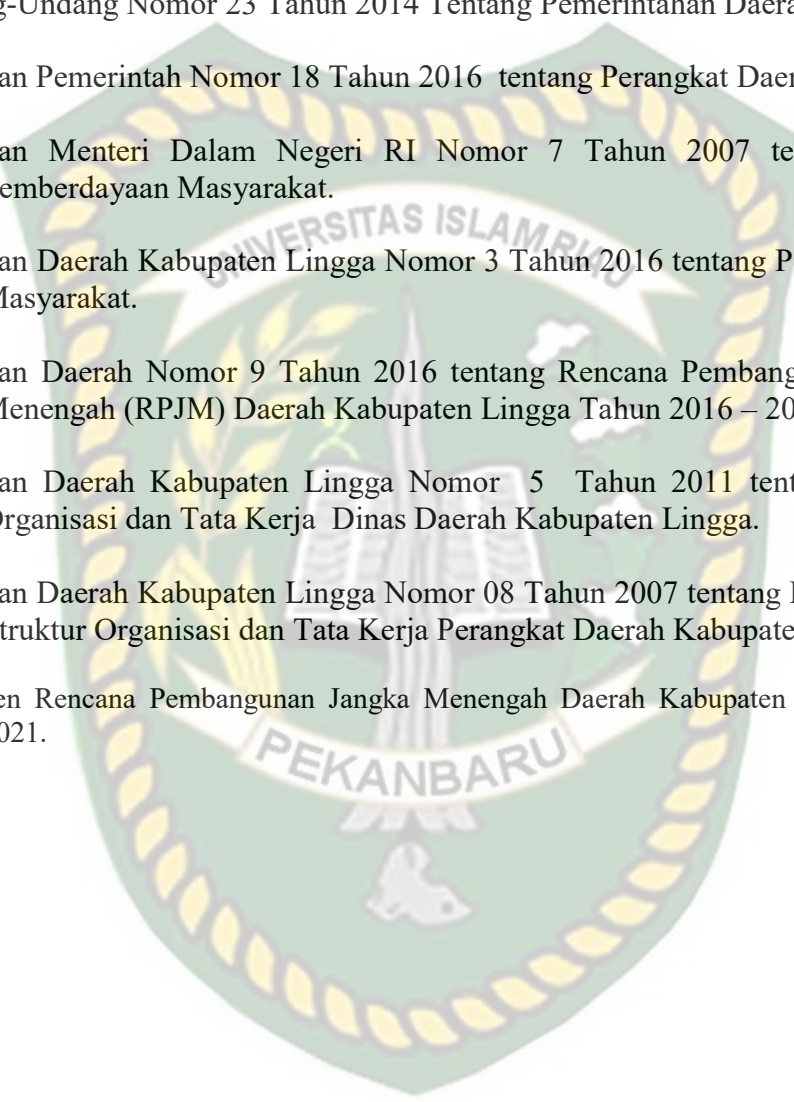 g-Undang Nomor 23 Tahun 2014 Tentang Pemerintahan Daera
an Pemerintah Nomor 18 Tahun 2016 tentang Perangkat Daer
an Menteri Dalam Negeri RI Nomor 7 Tahun 2007 te
emberdayaan Masyarakat.
UNIVERSITAS ISLAM RIAU
an Daerah Kabupaten Lingga Nomor 3 Tahun 2016 tentang P
Masyarakat.
an Daerah Nomor 9 Tahun 2016 tentang Rencana Pembang
Menengah (RPJM) Daerah Kabupaten Lingga Tahun 2016 – 20
an Daerah Kabupaten Lingga Nomor 5 Tahun 2011 tent
Organisasi dan Tata Kerja Dinas Daerah Kabupaten Lingga.
an Daerah Kabupaten Lingga Nomor 08 Tahun 2007 tentang
truktur Organisasi dan Tata Kerja Perangkat Daerah Kabupate
en Rencana Pembangunan Jangka Menengah Daerah Kabupaten
021.
PEKANBARU